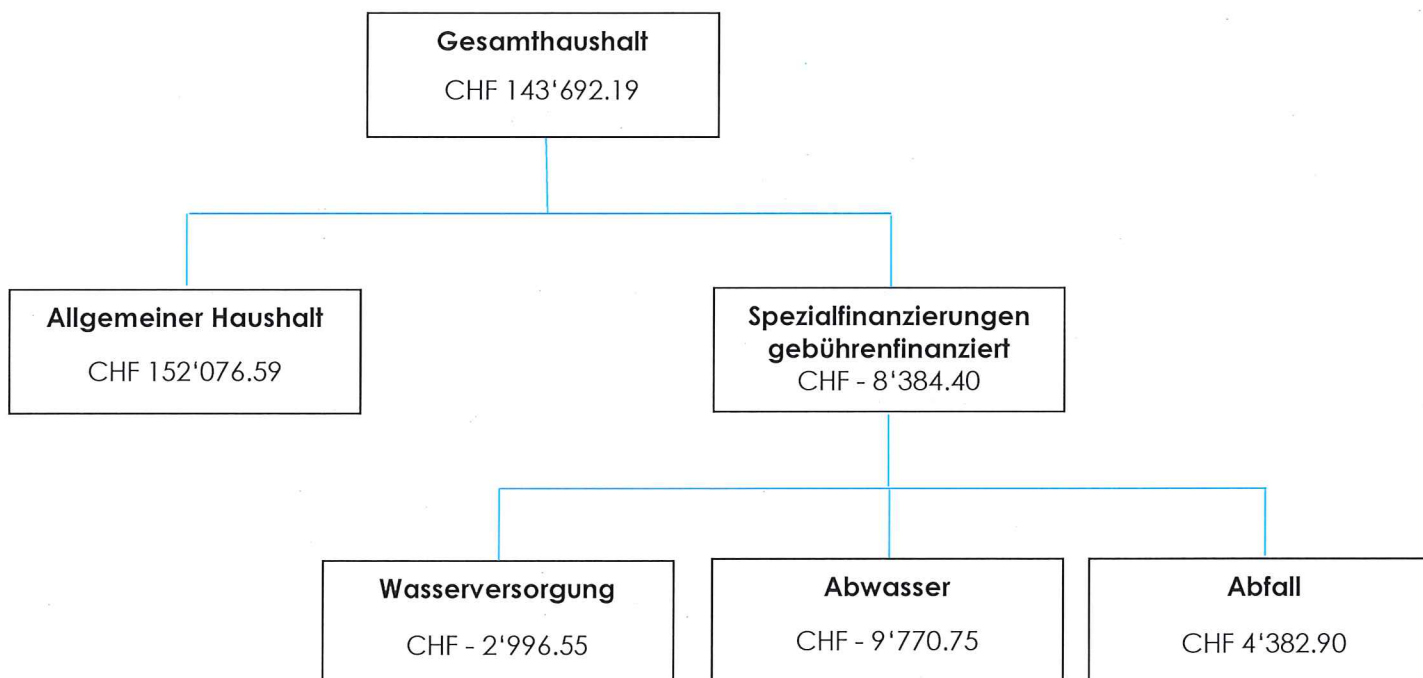 Gesamthaushalt
CHF 143‘692.19
Allgemeiner Haushalt
CHF 152‘076.59
Spezialfinanzierungen
gebührenfinanziert
CHF - 8‘384.40
Wasserversorgung
CHF - 2‘996.55
Abwasser
CHF - 9‘770.75
Abfall
CHF 4‘382.90